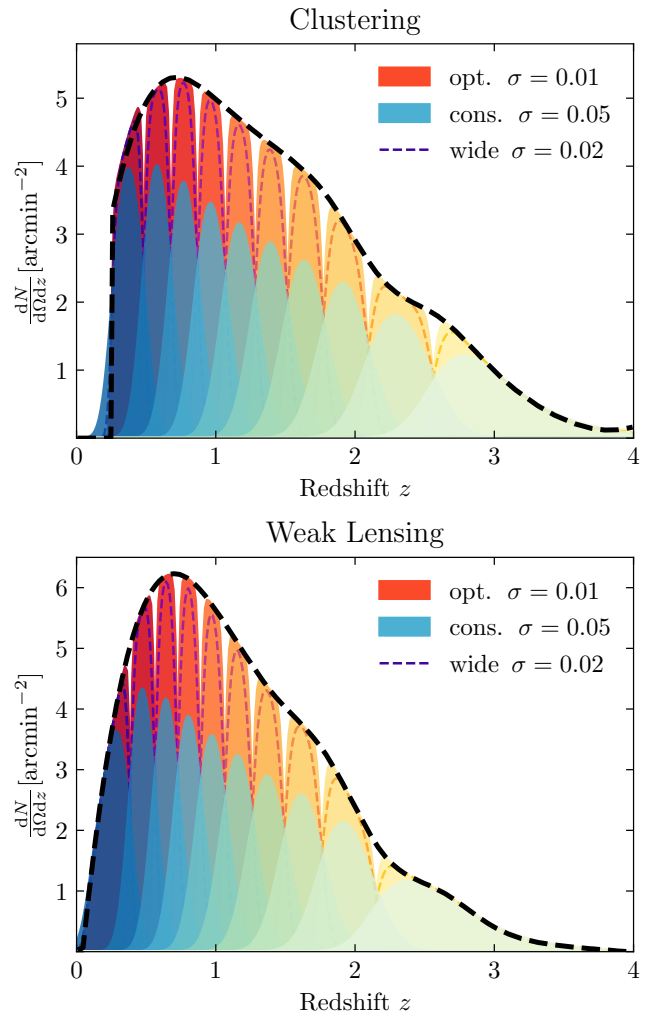 Clustering
5
4
3
2
1
dN/dΩdz [arcmin⁻²]
opt. σ = 0.01
cons. σ = 0.05
wide σ = 0.02
0 1 2 3 4
Redshift z
Weak Lensing
6
5
4
3
2
1
dN/dΩdz [arcmin⁻²]
opt. σ = 0.01
cons. σ = 0.05
wide σ = 0.02
0 1 2 3 4
Redshift z